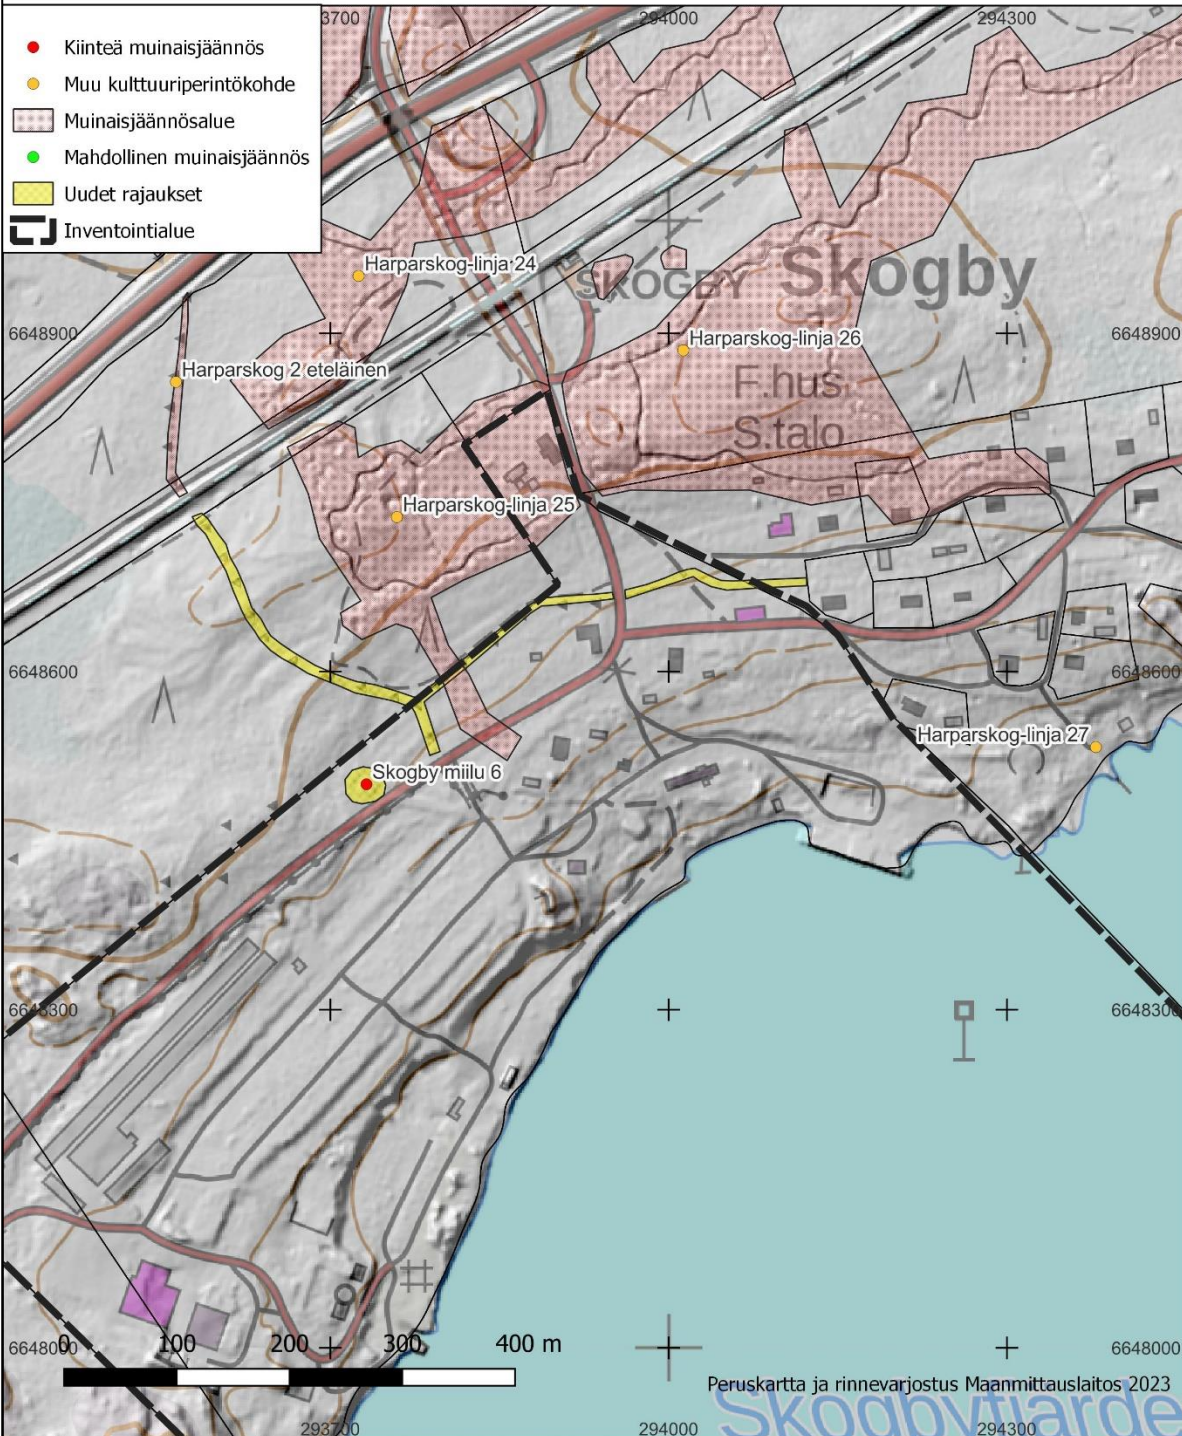 3700 294000 294300
Kiinteä muinaisjäännös
Muu kulttuuriperintökohde
Muinaisjäännösalue
Mahdollinen muinaisjäännös
Uudet rajaukset
Inventointialue
Harparskog-linja 24
SKOGBY Skogby
6648900 6648900
Harparskog-linja 26
Harparskog 2 eteläinen
F.hus
S.talo
Harparskog-linja 25
6648600 6648600
Harparskog-linja 27
Skogby miilu 6
6648300 6648300
0 100 200 300 400 m
6648000 6648000
Peruskartta ja rinnevarjostus Maanmittauslaitos 2023
Skogbyfjärde
293700 294000 294300